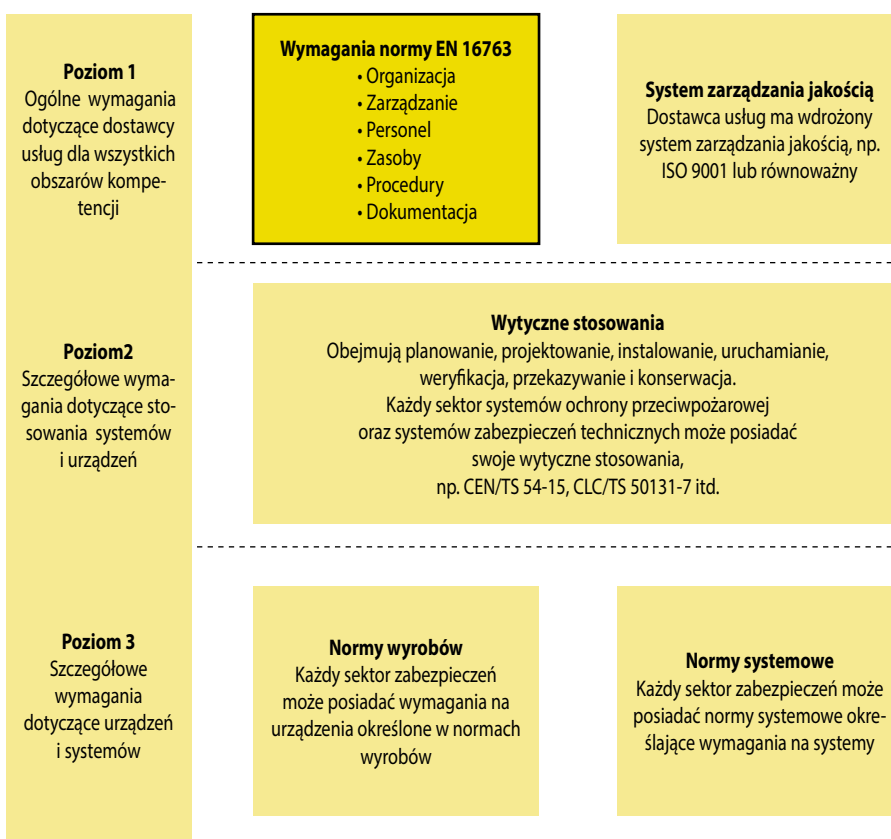 Poziom 1
Ogólne wymagania
dotyczące dostawcy
usług dla wszystkich
obszarów kompe-
tencji
Wymagania normy EN 16763
• Organizacja
• Zarządzanie
• Personel
• Zasoby
• Procedury
• Dokumentacja
System zarządzania jakością
Dostawca usług ma wdrożony
system zarządzania jakością, np.
ISO 9001 lub równoważny
Poziom2
Szczegółowe wyma-
gania dotyczące sto-
sowania systemów
i urządzeń
Wytyczne stosowania
Obejmują planowanie, projektowanie, instalowanie, uruchamianie,
weryfikacja, przekazywanie i konserwacja.
Każdy sektor systemów ochrony przeciwpożarowej
oraz systemów zabezpieczeń technicznych może posiadać
swoje wytyczne stosowania,
np. CEN/TS 54-15, CLC/TS 50131-7 itd.
Poziom 3
Szczegółowe
wymagania
dotyczące urządzeń
i systemów
Normy wyrobów
Każdy sektor zabezpieczeń
może posiadać wymagania na
urządzenia określone w normach
wyrobów
Normy systemowe
Każdy sektor zabezpieczeń może
posiadać normy systemowe okre-
ślające wymagania na systemy